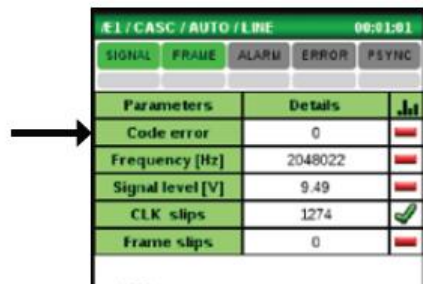 Æ1 / CASC / AUTO / LINE 00:01:01
SIGNAL FRAME ALARM ERROR PSYNC
Parameters Details
Code error 0
Frequency [Hz] 2048022
Signal level [V] 9.49
CLK slips 1274
Frame slips 0